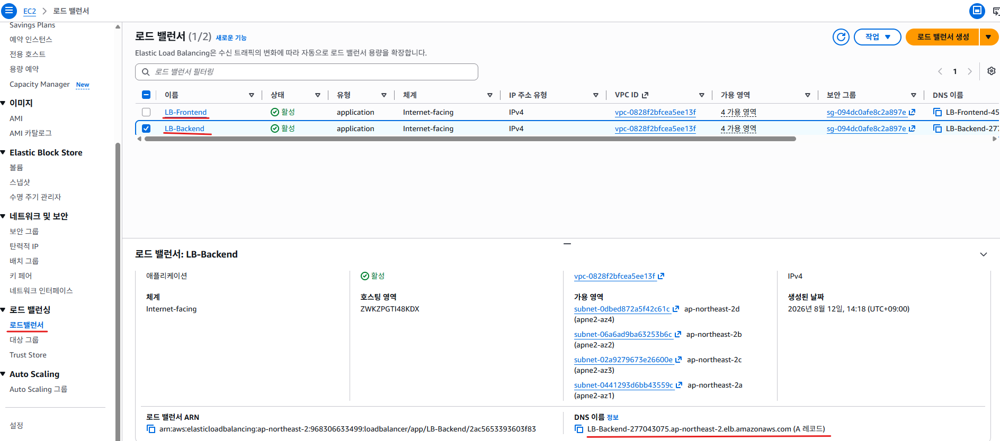 EC2 > 로드 밸런서
Savings Plans
예약 인스턴스
전용 호스트
용량 예약
Capacity Manager New
이미지
AMI
AMI 카탈로그
Elastic Block Store
볼륨
스냅샷
수명 주기 관리자
네트워크 및 보안
보안 그룹
탄력적 IP
배치 그룹
키 페어
네트워크 인터페이스
로드 밸런싱
로드밸런서
대상 그룹
Trust Store
Auto Scaling
Auto Scaling 그룹
설정
로드 밸런서 (1/2) 새로운 기능
작업
로드 밸런서 생성
Elastic Load Balancing은 수신 트래픽의 변화에 따라 자동으로 로드 밸런서 용량을 확장합니다.
로드 밸런서 필터링
1
이름 상태 유형 체계 IP 주소 유형 VPC ID 가용 영역 보안 그룹 DNS 이름
LB-Frontend 활성 application Internet-facing IPv4 vpc-0828f2bfcea5ee13f 4 가용 영역 sg-094dc0afe8c2a897e LB-Frontend-45
LB-Backend 활성 application Internet-facing IPv4 vpc-0828f2bfcea5ee13f 4 가용 영역 sg-094dc0afe8c2a897e LB-Backend-277
로드 밸런서: LB-Backend
애플리케이션 활성 vpc-0828f2bfcea5ee13f IPv4
체계
Internet-facing
호스팅 영역
ZWKZPGTI48KDX
가용 영역
subnet-0dbed872a5f42c61c ap-northeast-2d
(apne2-az4)
subnet-06a6ad9ba63253b6c ap-northeast-2b
(apne2-az2)
subnet-02a9279673e26600e ap-northeast-2c
(apne2-az3)
subnet-0441293d6bb43559c ap-northeast-2a
(apne2-az1)
생성된 날짜
2026년 8월 12일, 14:18 (UTC+09:00)
로드 밸런서 ARN
arn:aws:elasticloadbalancing:ap-northeast-2:968306633499:loadbalancer/app/LB-Backend/2ac5653393603f83
DNS 이름 정보
LB-Backend-277043075.ap-northeast-2.elb.amazonaws.com (A 레코드)